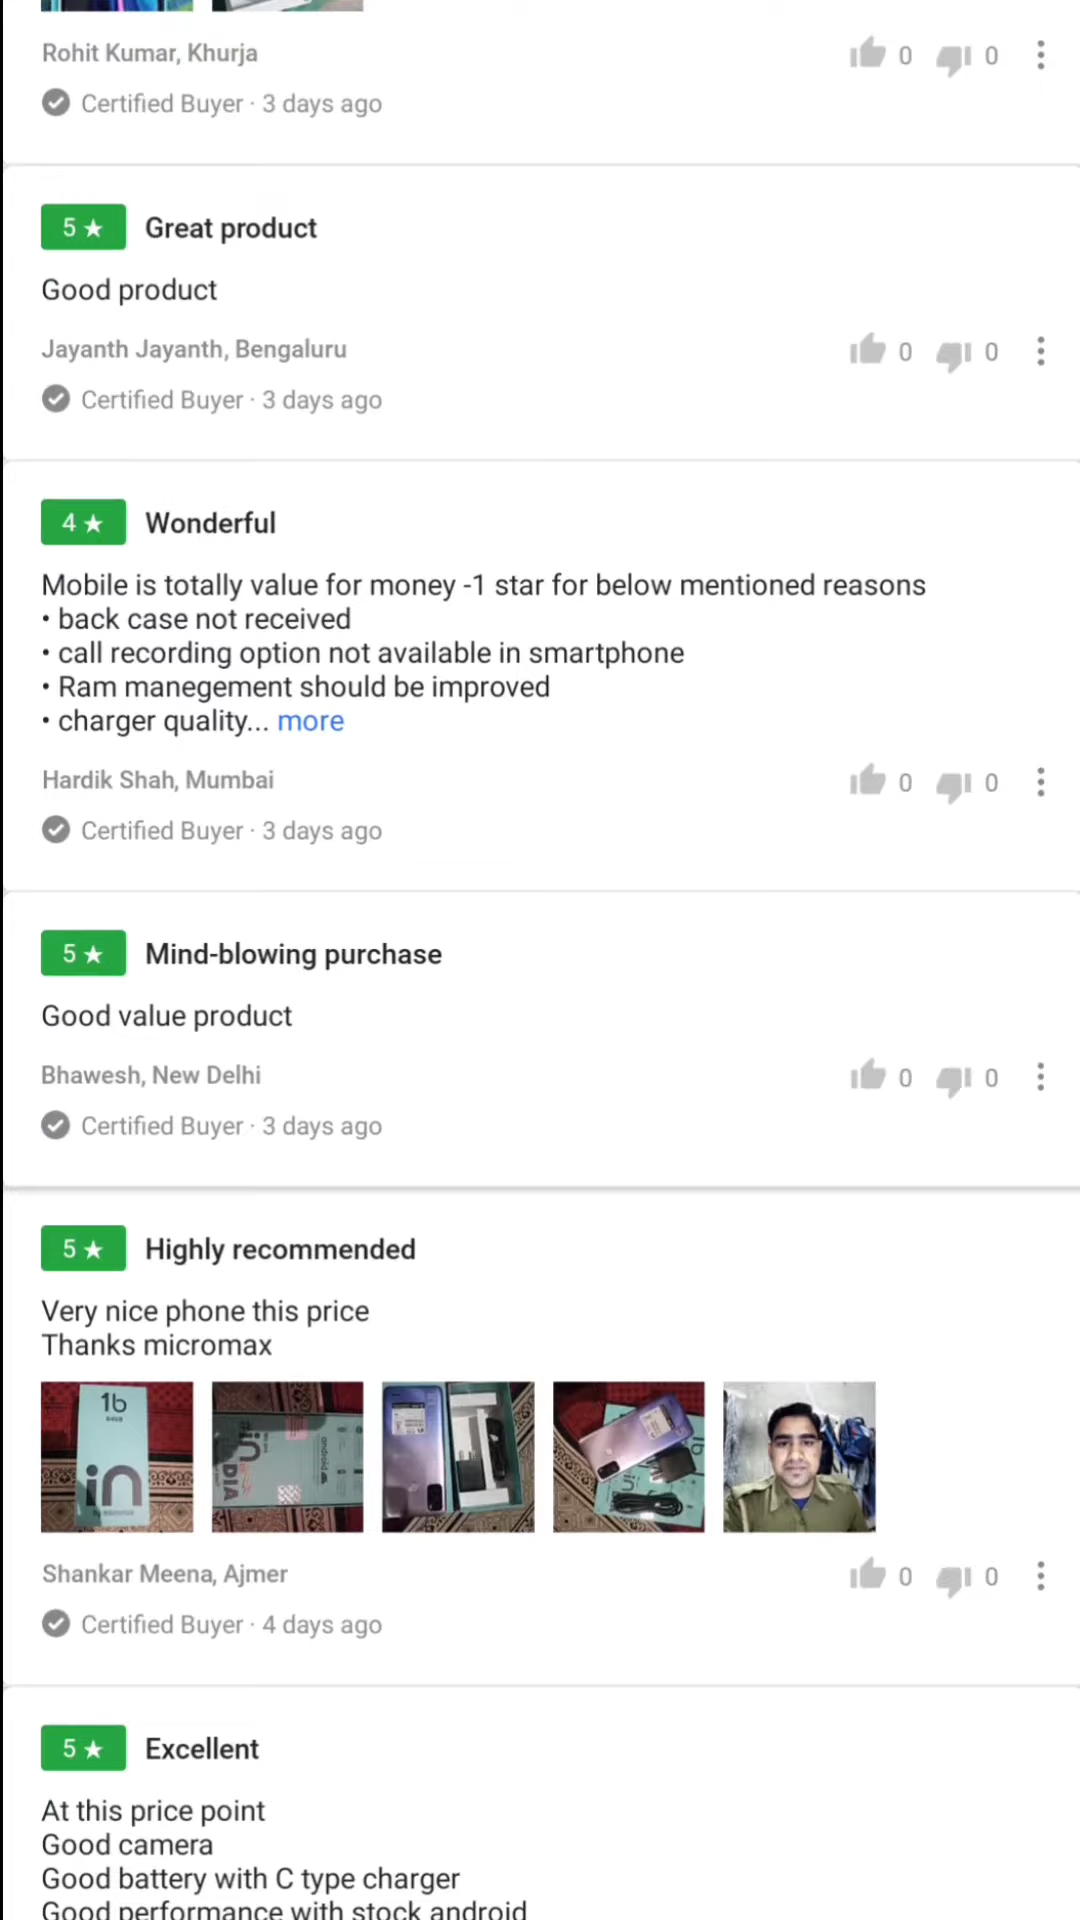 Rohit Kumar, Khurja
0
0
Certified Buyer · 3 days ago
5 ★ Great product
Good product
Jayanth Jayanth, Bengaluru
0
0
Certified Buyer · 3 days ago
4 ★ Wonderful
Mobile is totally value for money -1 star for below mentioned reasons
• back case not received
• call recording option not available in smartphone
• Ram manegement should be improved
• charger quality... more
Hardik Shah, Mumbai
0
0
Certified Buyer · 3 days ago
5 ★ Mind-blowing purchase
Good value product
Bhawesh, New Delhi
0
0
Certified Buyer · 3 days ago
5 ★ Highly recommended
Very nice phone this price
Thanks micromax
1b
in
Shankar Meena, Ajmer
0
0
Certified Buyer · 4 days ago
5 ★ Excellent
At this price point
Good camera
Good battery with C type charger
Good performance with stock android